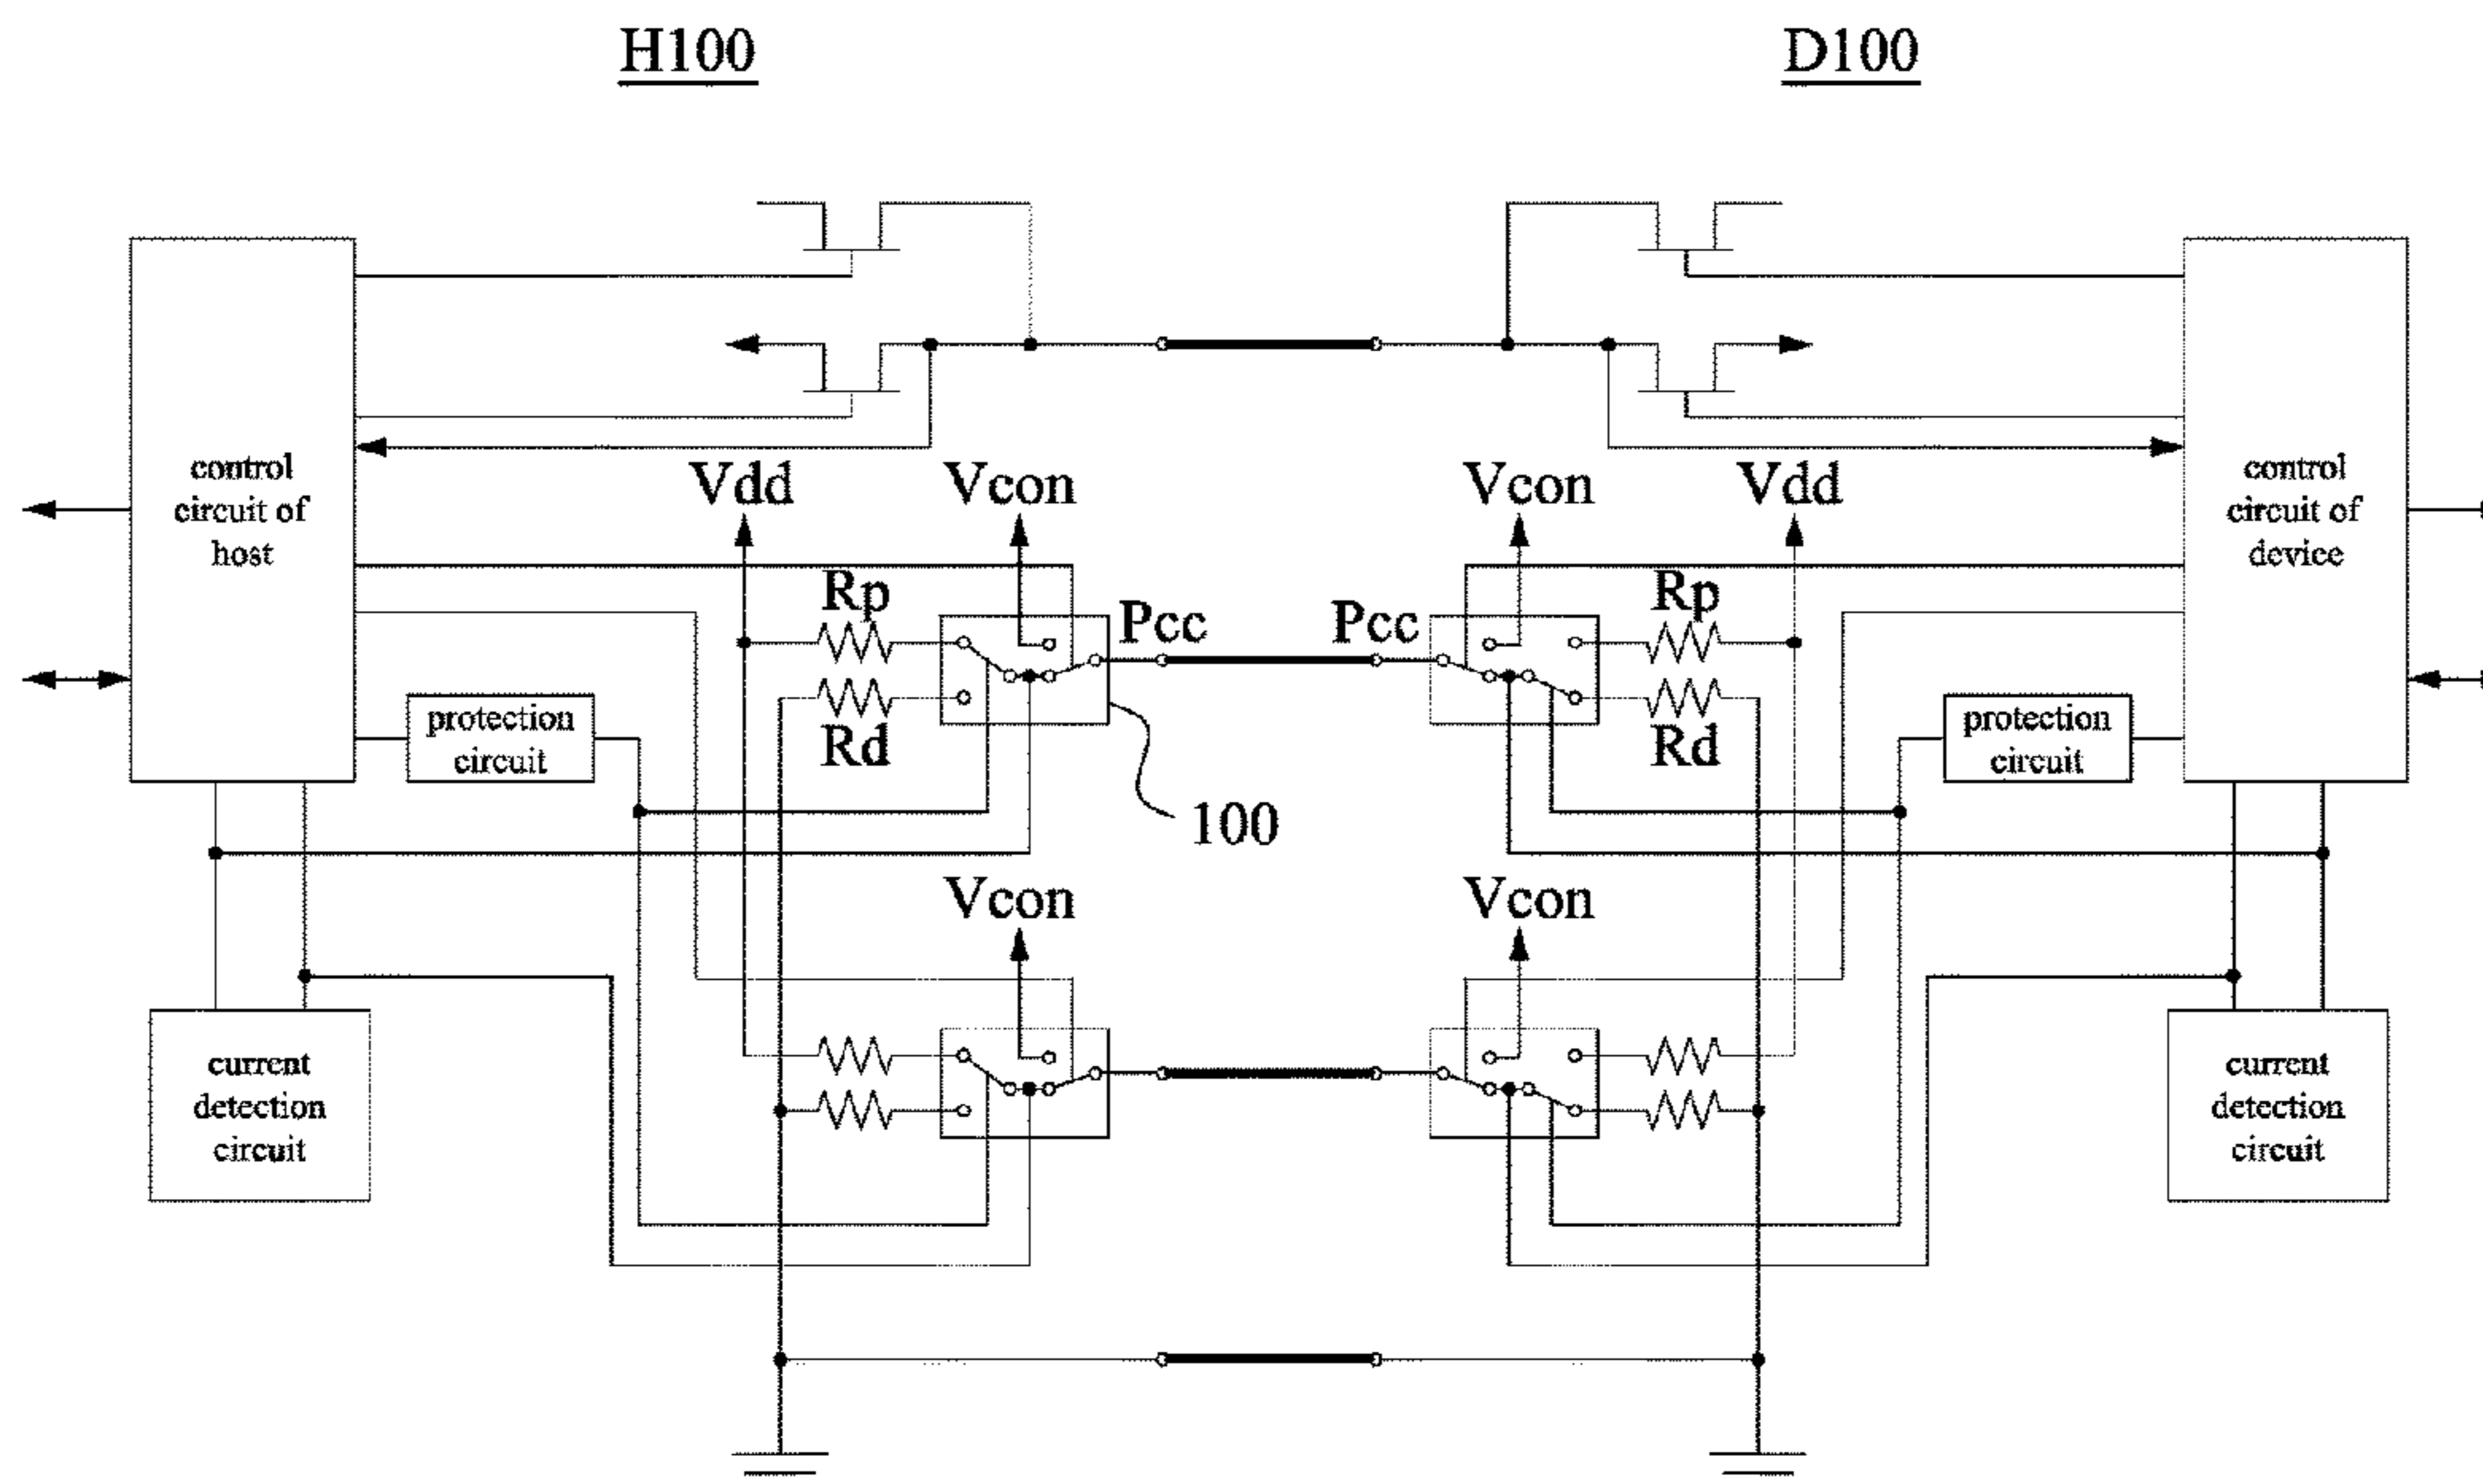 H100
D100
control
circuit of
host
control
circuit of
device
Vdd
Vcon
Vcon
Vdd
Rp
Pcc
Pcc
Rp
Rd
Rd
protection
circuit
protection
circuit
100
Vcon
Vcon
current
detection
circuit
current
detection
circuit